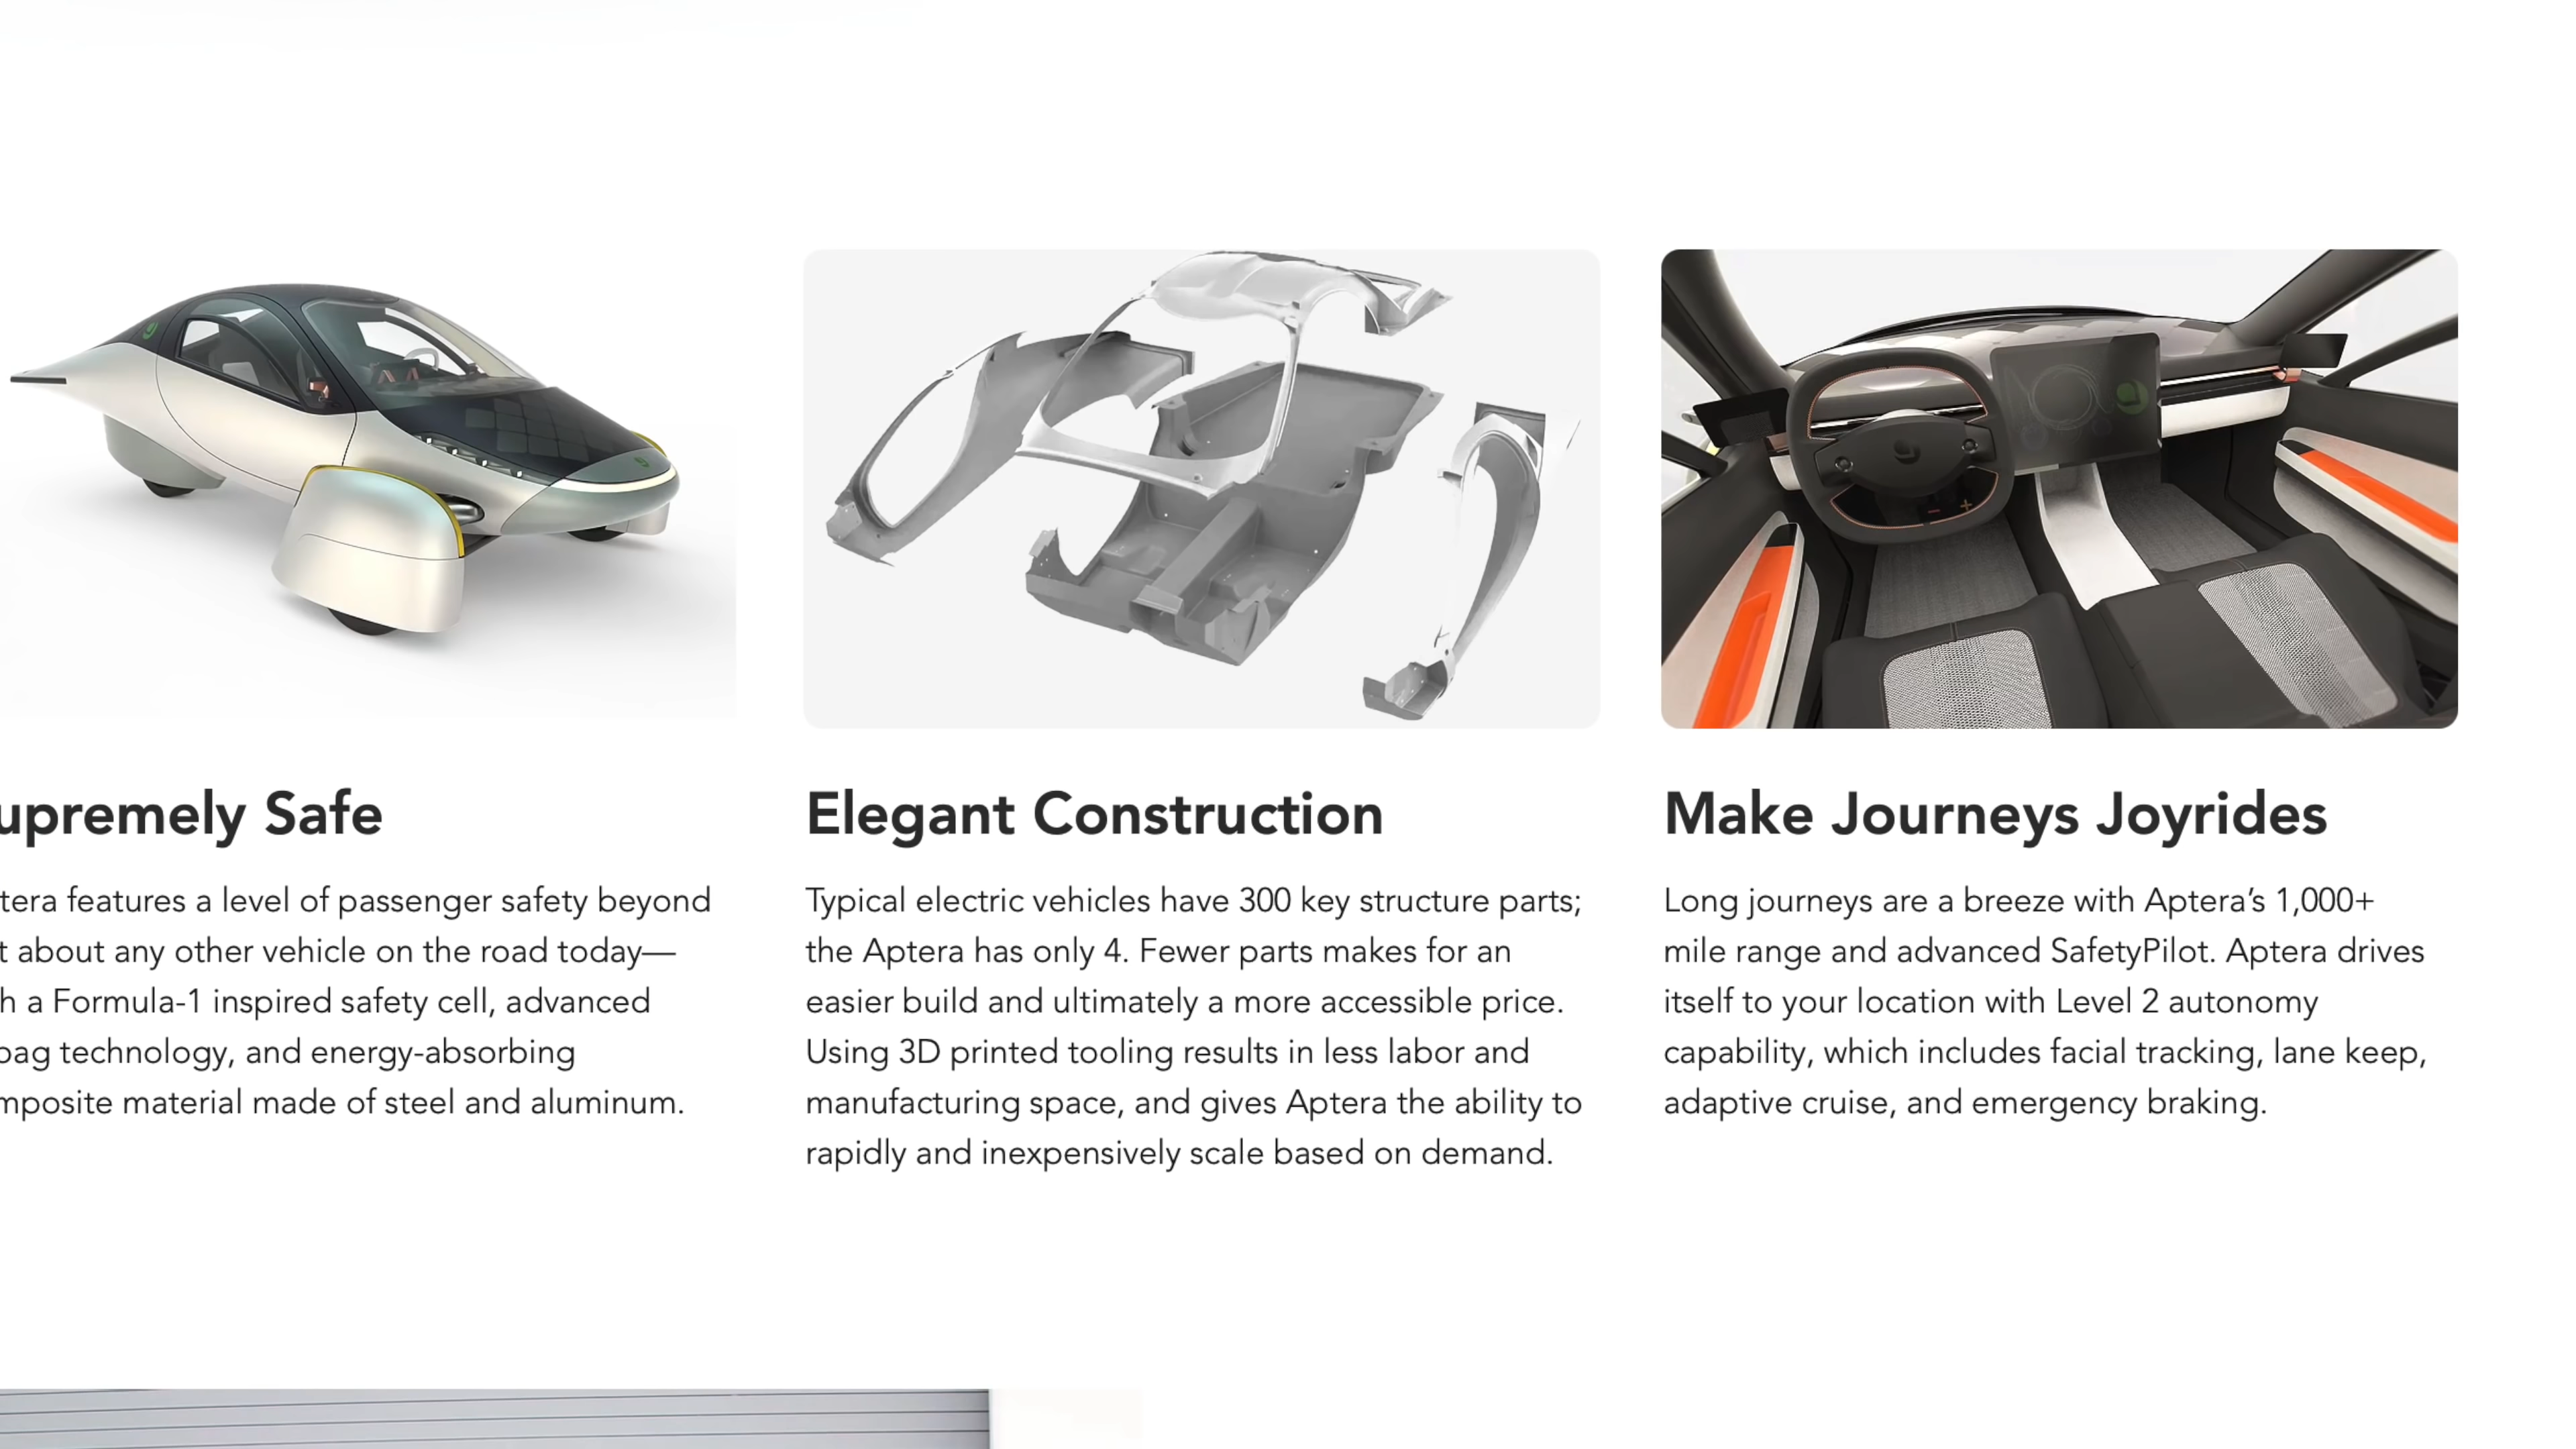 upremely Safe
tera features a level of passenger safety beyond
t about any other vehicle on the road today—
h a Formula-1 inspired safety cell, advanced
bag technology, and energy-absorbing
mposite material made of steel and aluminum.
Elegant Construction
Typical electric vehicles have 300 key structure parts;
the Aptera has only 4. Fewer parts makes for an
easier build and ultimately a more accessible price.
Using 3D printed tooling results in less labor and
manufacturing space, and gives Aptera the ability to
rapidly and inexpensively scale based on demand.
Make Journeys Joyrides
Long journeys are a breeze with Aptera’s 1,000+
mile range and advanced SafetyPilot. Aptera drives
itself to your location with Level 2 autonomy
capability, which includes facial tracking, lane keep,
adaptive cruise, and emergency braking.